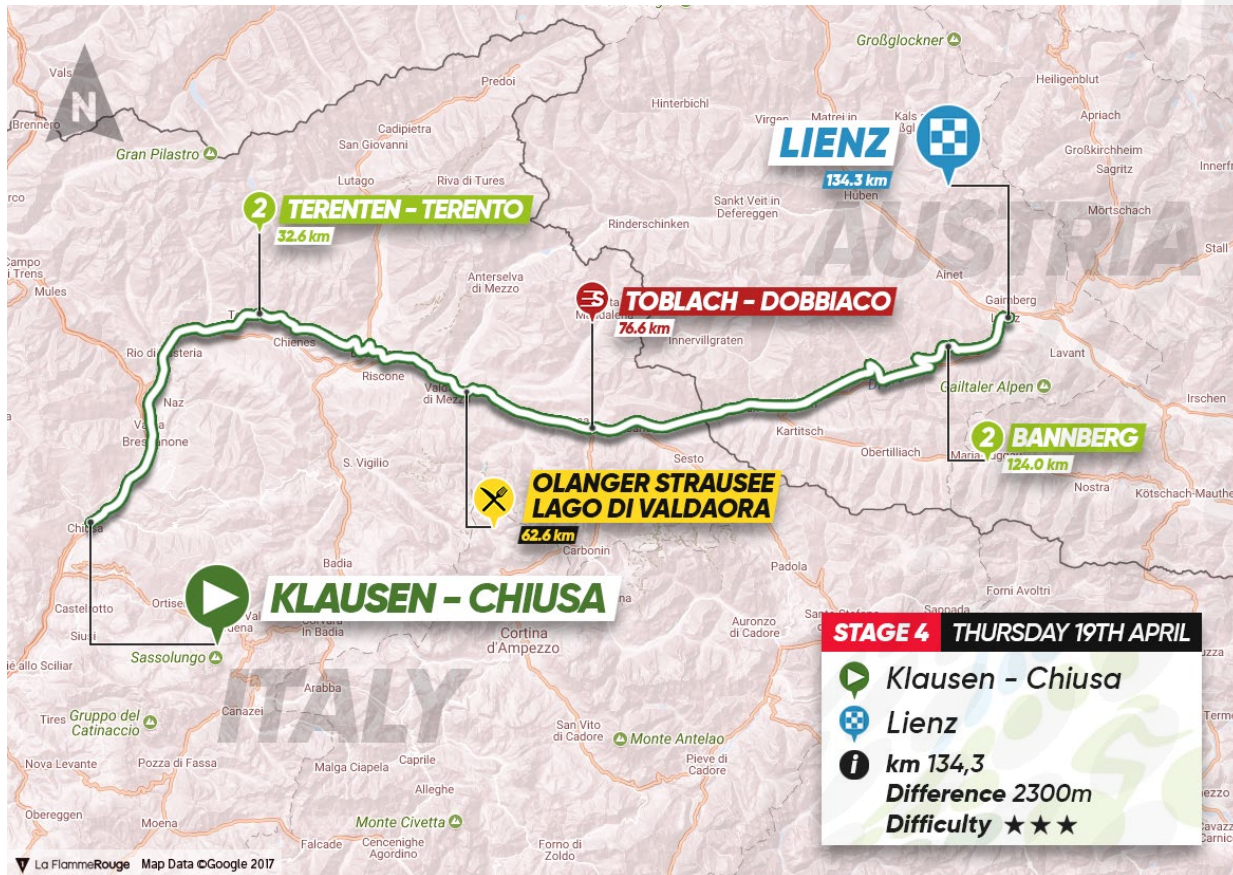 Großglockner
Vals
Predoi
Heiligenblut
N
Brennero
Hinterbichl
Virgen
Matrei in
Kals
Apriach
Cadipietra
San Giovanni
LIENZ
134.3 km
Großkirchheim
Gran Pilastro
Sagritz
Lutago
Riva di Tures
Huben
Sankt Veit in
Defereggen
Mörtschach
2 TERENTEN - TERENTO
32.6 km
Rinderschinken
AUSTRIA
Stall
Campo
di Trens
Mules
Anterselva
di Mezzo
Ainet
S TOBLACH - DOBBIACO
76.6 km
Gaimberg
Innervillgraten
Chienes
Lavant
Riscone
Gailtaler Alpen
Naz
Irschen
Kartitsch
Obertilliach
2 BANNBERG
124.0 km
S. Vigilio
Sesto
Nostra
Kötschach-Mauthe
OLANGER STRAUSEE
LAGO DI VALDAORA
62.6 km
Carbonin
Badia
Padola
KLAUSEN - CHIUSA
Forni Avoltri
Castelrotto
Siusi
Cortina
d'Ampezzo
Auronzo
di Cadore
In Badia
Sassolungo
ITALY
Arabba
STAGE 4 THURSDAY 19TH APRIL
Klausen - Chiusa
Lienz
i km 134,3
Difference 2300m
Difficulty ★★★
Tires
Gruppo del
Catinaccio
Canazei
San Vito
di Cadore
Monte Antelao
Nova Levante
Pozza di Fassa
Malga Ciapela
Caprile
Pieve di
Cadore
Alleghe
Obereggen
Moena
Monte Civetta
Falcade
Cencenighe
Agordino
Forno di
Zoldo
La FlammeRouge Map Data ©Google 2017